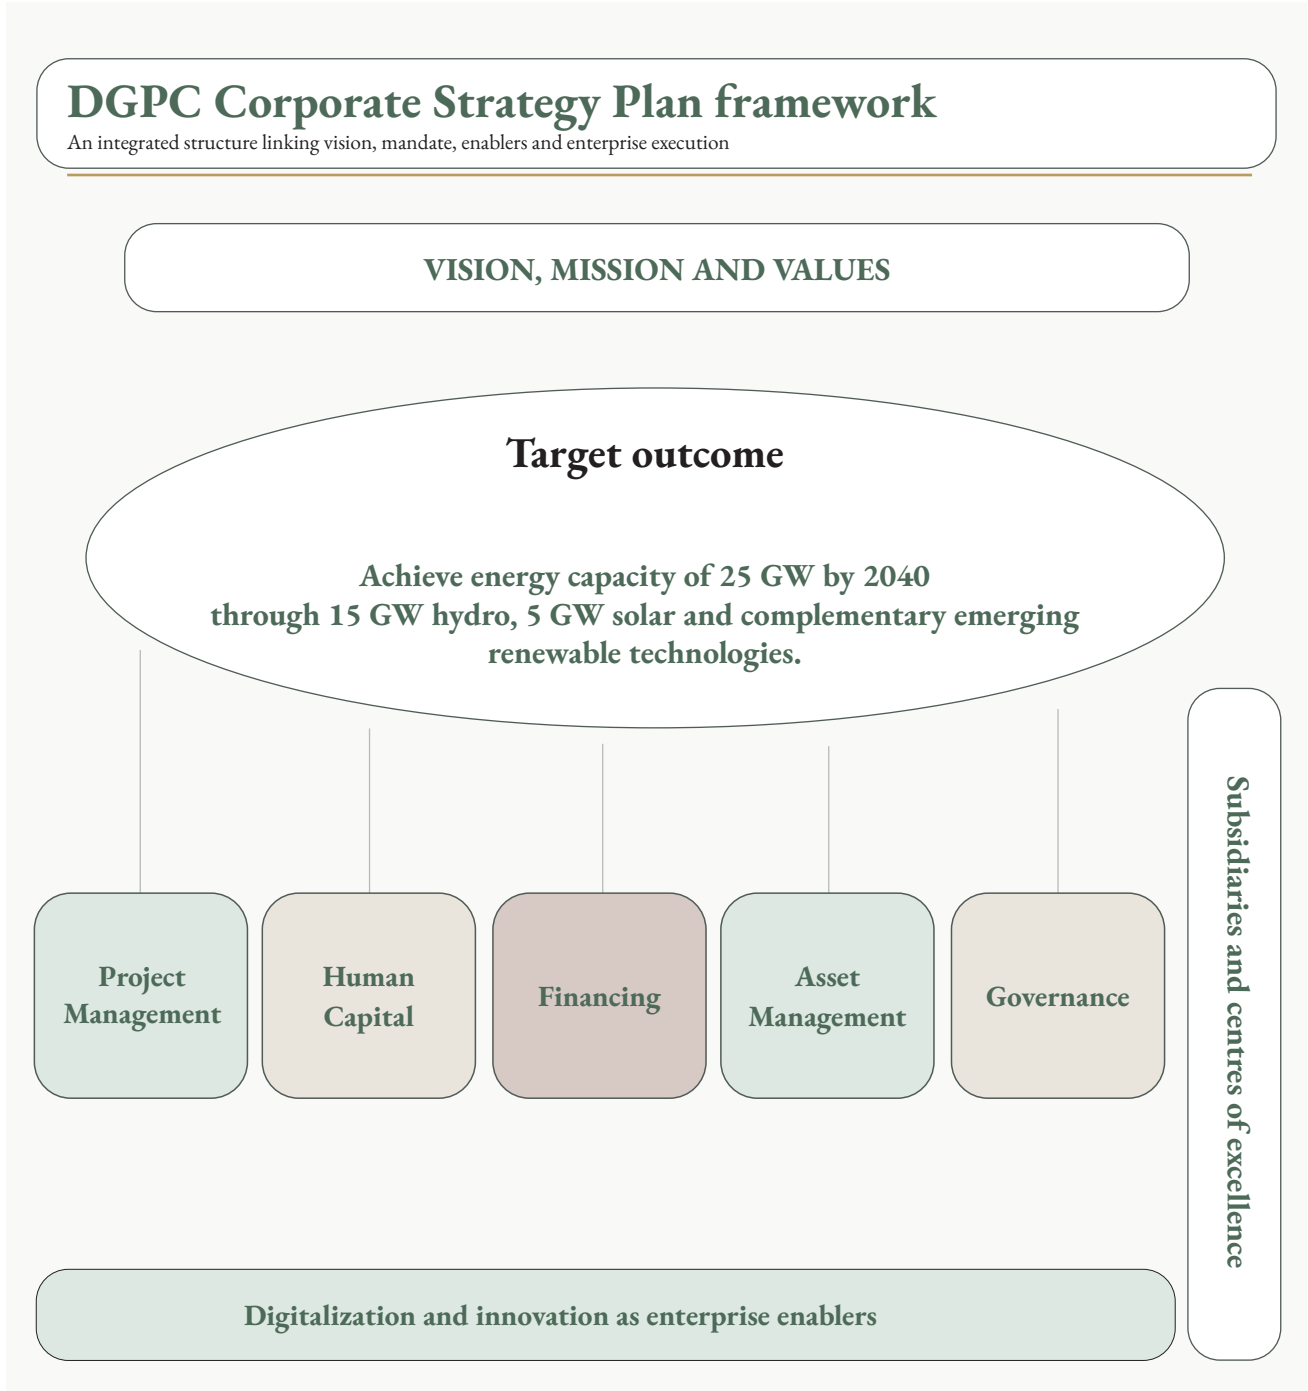 DGPC Corporate Strategy Plan framework
An integrated structure linking vision, mandate, enablers and enterprise execution
VISION, MISSION AND VALUES
Target outcome
Achieve energy capacity of 25 GW by 2040
through 15 GW hydro, 5 GW solar and complementary emerging
renewable technologies.
Project
Management
Human
Capital
Financing
Asset
Management
Governance
Subsidiaries and centres of excellence
Digitalization and innovation as enterprise enablers